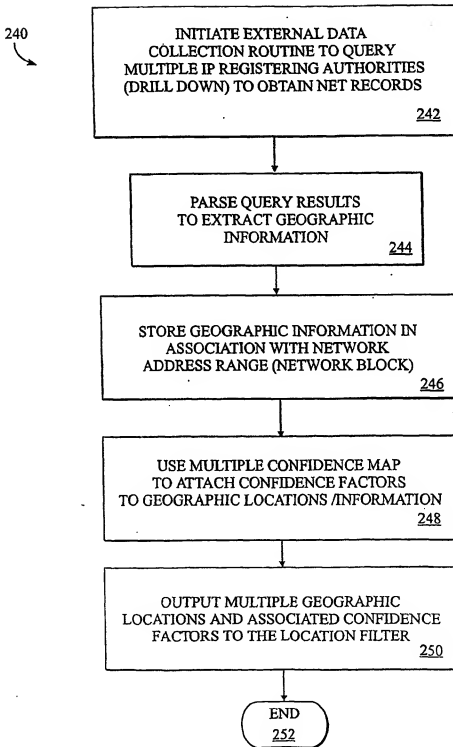 240
INITIATE EXTERNAL DATA
COLLECTION ROUTINE TO QUERY
MULTIPLE IP REGISTERING AUTHORITIES
(DRILL DOWN) TO OBTAIN NET RECORDS
242
PARSE QUERY RESULTS
TO EXTRACT GEOGRAPHIC
INFORMATION
244
STORE GEOGRAPHIC INFORMATION IN
ASSOCIATION WITH NETWORK
ADDRESS RANGE (NETWORK BLOCK)
246
USE MULTIPLE CONFIDENCE MAP
TO ATTACH CONFIDENCE FACTORS
TO GEOGRAPHIC LOCATIONS /INFORMATION
248
OUTPUT MULTIPLE GEOGRAPHIC
LOCATIONS AND ASSOCIATED CONFIDENCE
FACTORS TO THE LOCATION FILTER
250
END
252